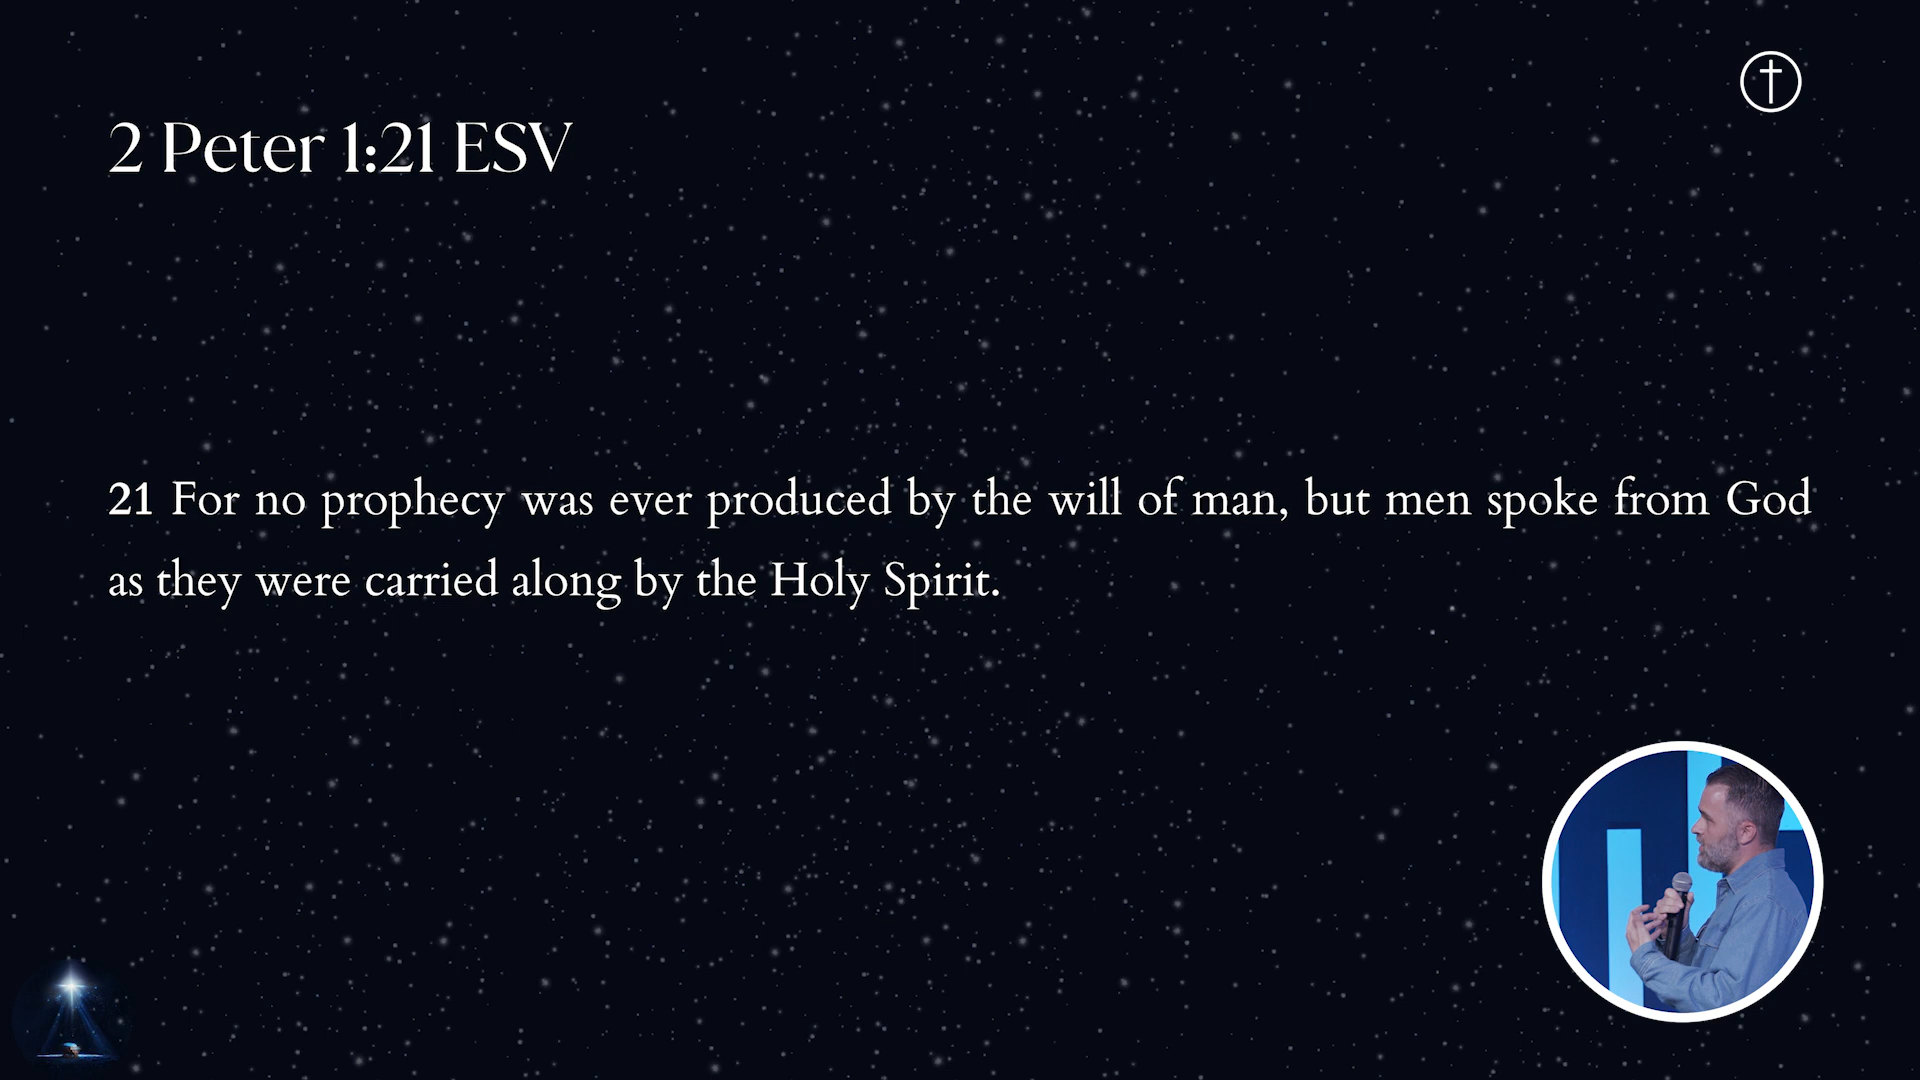 2 Peter 1:21 ESV
21 For no prophecy was ever produced by the will of man, but men spoke from God
as they were carried along by the Holy Spirit.